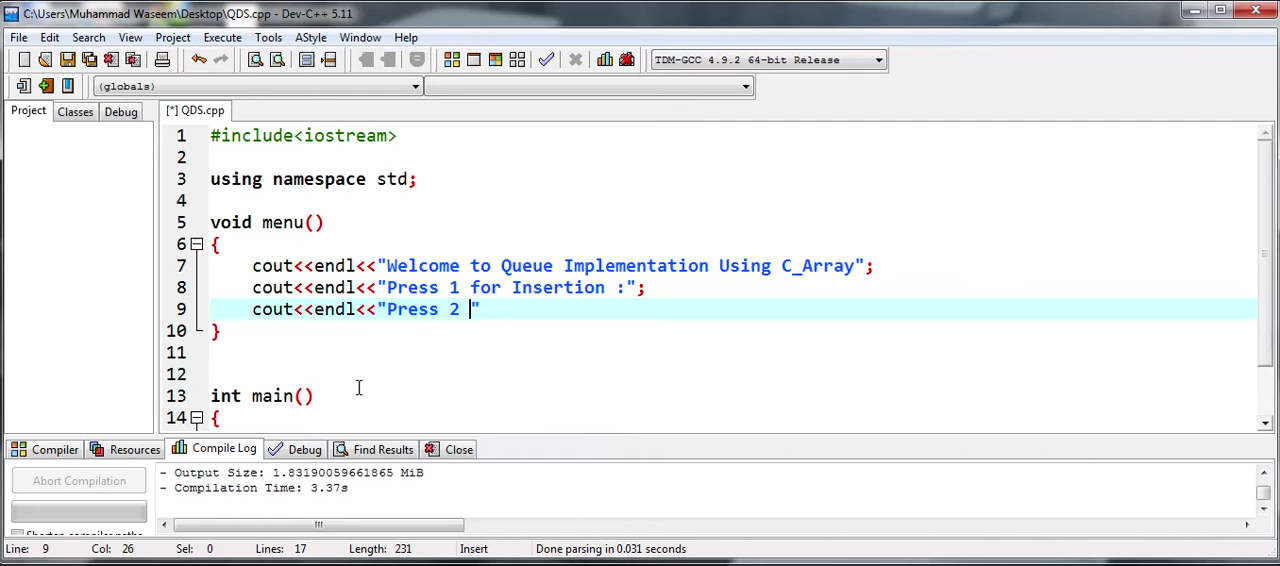 C:\Users\Muhammad Waseem\Desktop\QDS.cpp - Dev-C++ 5.11
File Edit Search View Project Execute Tools AStyle Window Help
TDM-GCC 4.9.2 64-bit Release
(globals)
Project Classes Debug [*] QDS.cpp
1 #include<iostream>
2
3 using namespace std;
4
5 void menu()
6 {
7 cout<<endl<<"Welcome to Queue Implementation Using C_Array";
8 cout<<endl<<"Press 1 for Insertion :";
9 cout<<endl<<"Press 2 "
10 }
11
12
13 int main()
14 {
Compiler Resources Compile Log Debug Find Results Close
Abort Compilation
- Output Size: 1.83190059661865 MiB
- Compilation Time: 3.37s
Shorten compiler paths
Line: 9 Col: 26 Sel: 0 Lines: 17 Length: 231 Insert Done parsing in 0.031 seconds